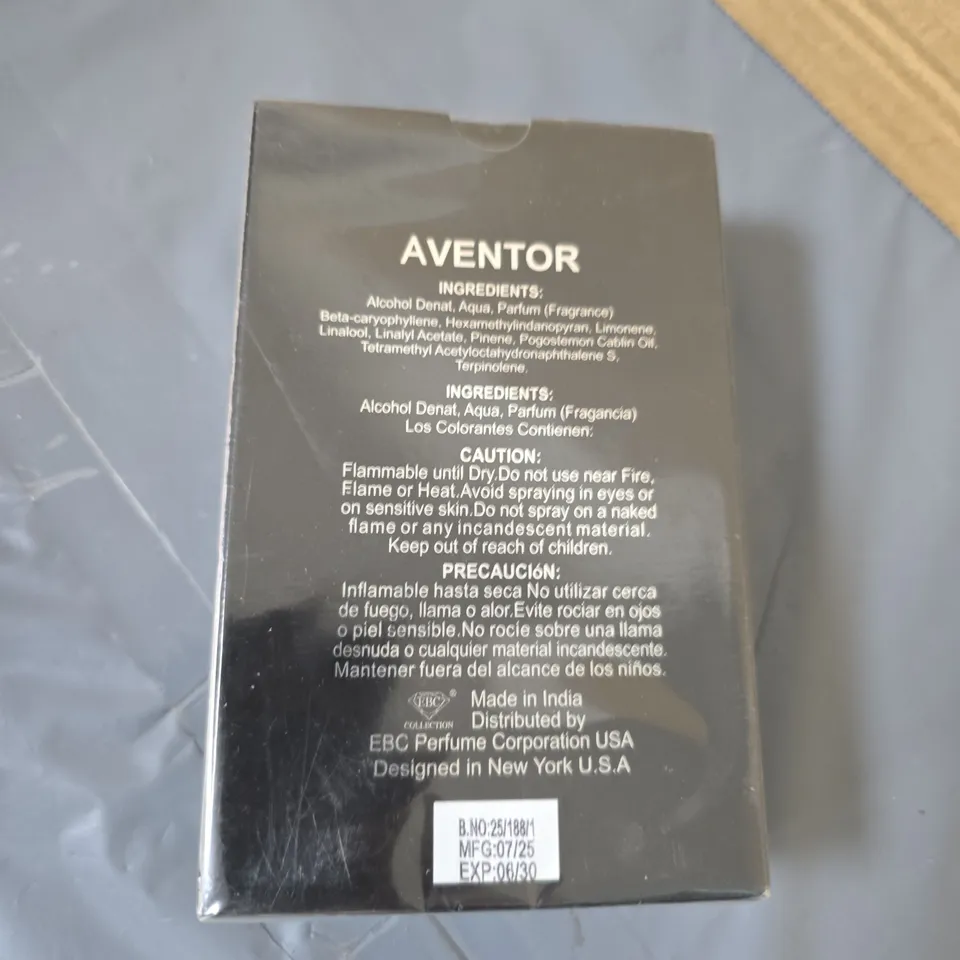 AVENTOR
INGREDIENTS:
Alcohol Denat, Aqua, Parfum (Fragrance)
Beta-caryophyllene, Hexamethylindanopyran, Limonene,
Linalool, Linalyl Acetate, Pinene, Pogostemon Cablin Oil,
Tetramethyl Acetyloctahydronaphthalene S,
Terpinolene.
INGREDIENTS:
Alcohol Denat, Aqua, Parfum (Fragancia)
Los Colorantes Contienen:
CAUTION:
Flammable until Dry.Do not use near Fire,
Flame or Heat.Avoid spraying in eyes or
on sensitive skin.Do not spray on a naked
flame or any incandescent material.
Keep out of reach of children.
PRECAUCIóN:
Inflamable hasta seca No utilizar cerca
de fuego, llama o alor.Evite rociar en ojos
o piel sensible.No rocie sobre una llama
desnuda o cualquier material incandescente.
Mantener fuera del alcance de los niños.
EBC®
COLLECTION
Made in India
Distributed by
EBC Perfume Corporation USA
Designed in New York U.S.A
B.NO:25/188/1
MFG:07/25
EXP:06/30